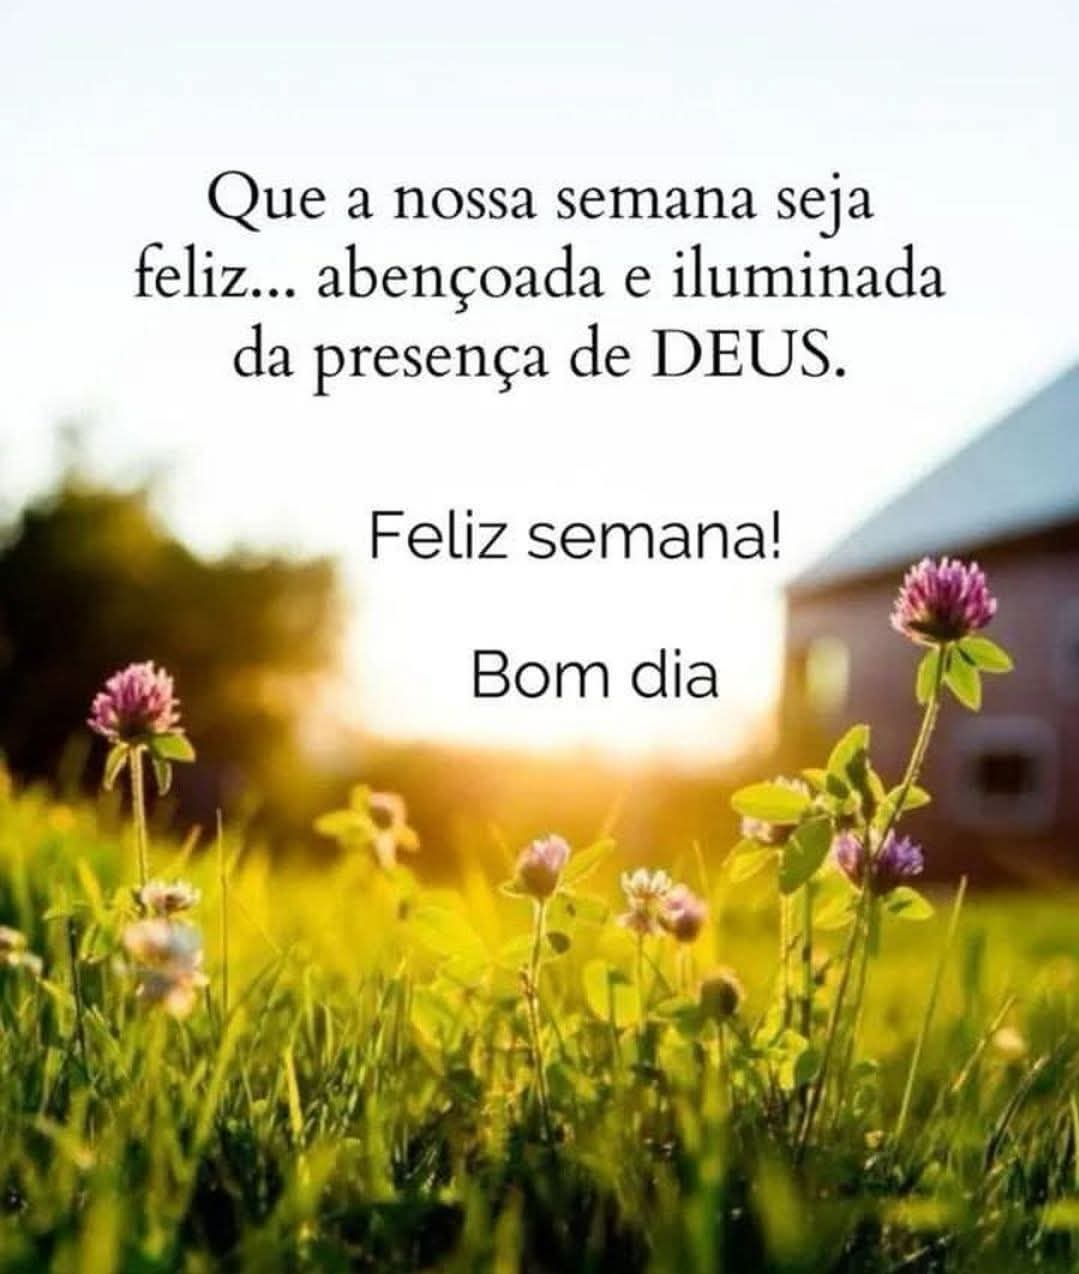 Que a nossa semana seja
feliz... abençoada e iluminada
da presença de DEUS.
Feliz semana!
Bom dia